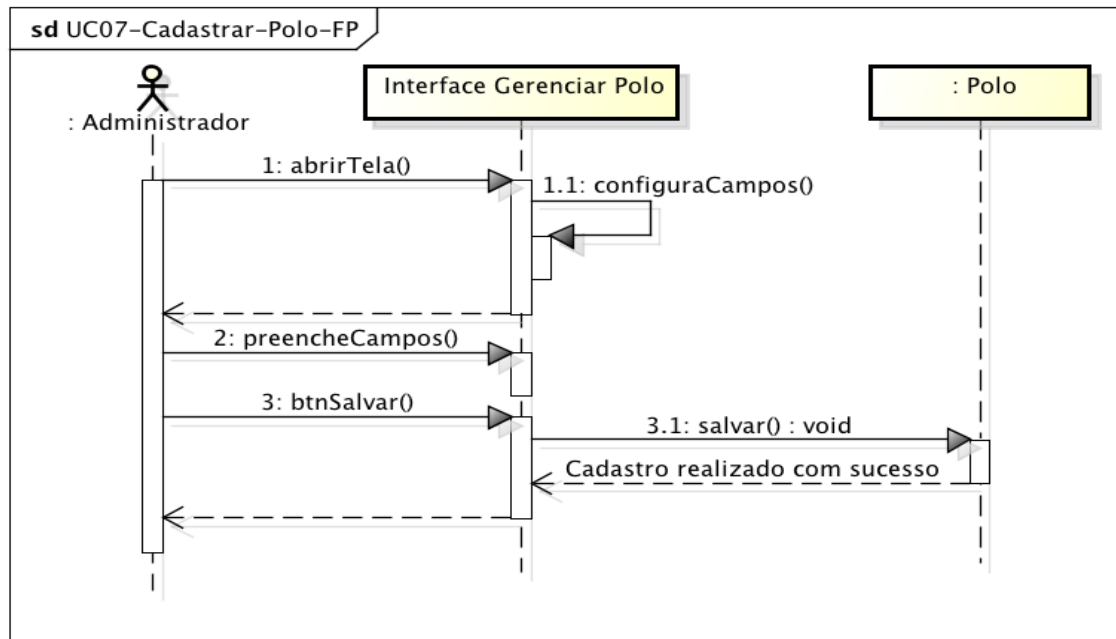 sd UC07-Cadastrar-Polo-FP
: Administrador
Interface Gerenciar Polo
: Polo
1: abrirTela()
1.1: configuraCampos()
2: preencheCampos()
3: btnSalvar()
3.1: salvar() : void
Cadastro realizado com sucesso